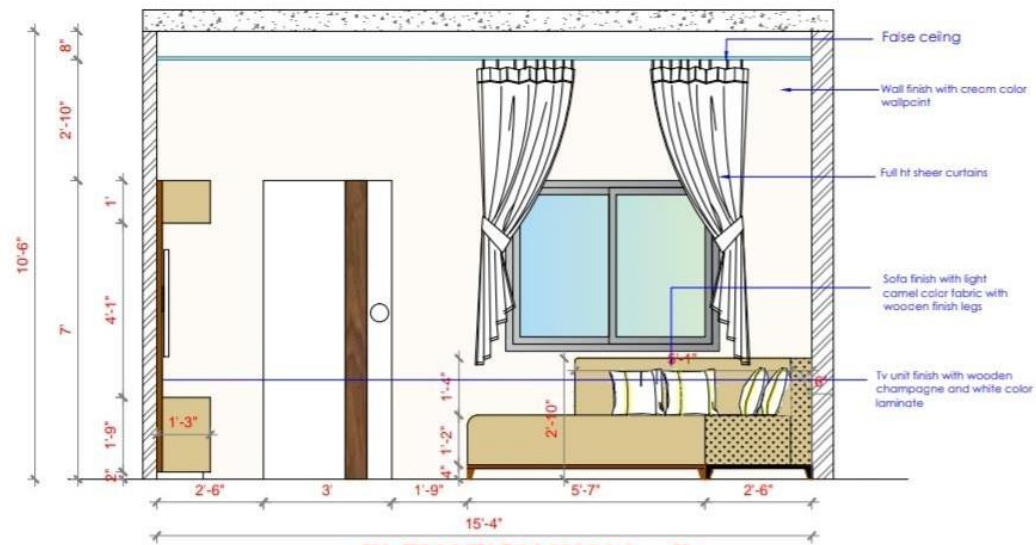 False ceiling
8"
Wall finish with cream color
wallpaint
2'-10"
Full ht sheer curtains
1'
10'-6"
Sofa finish with light
camel color fabric with
wooden finish legs
4'-1"
7'
1'-4"
Tv unit finish with wooden
champagne and white color
laminate
6"
1'-3"
2'-10"
1'-9"
1'-2"
2"
4"
2'-6"
3'
1'-9"
5'-7"
2'-6"
15'-4"